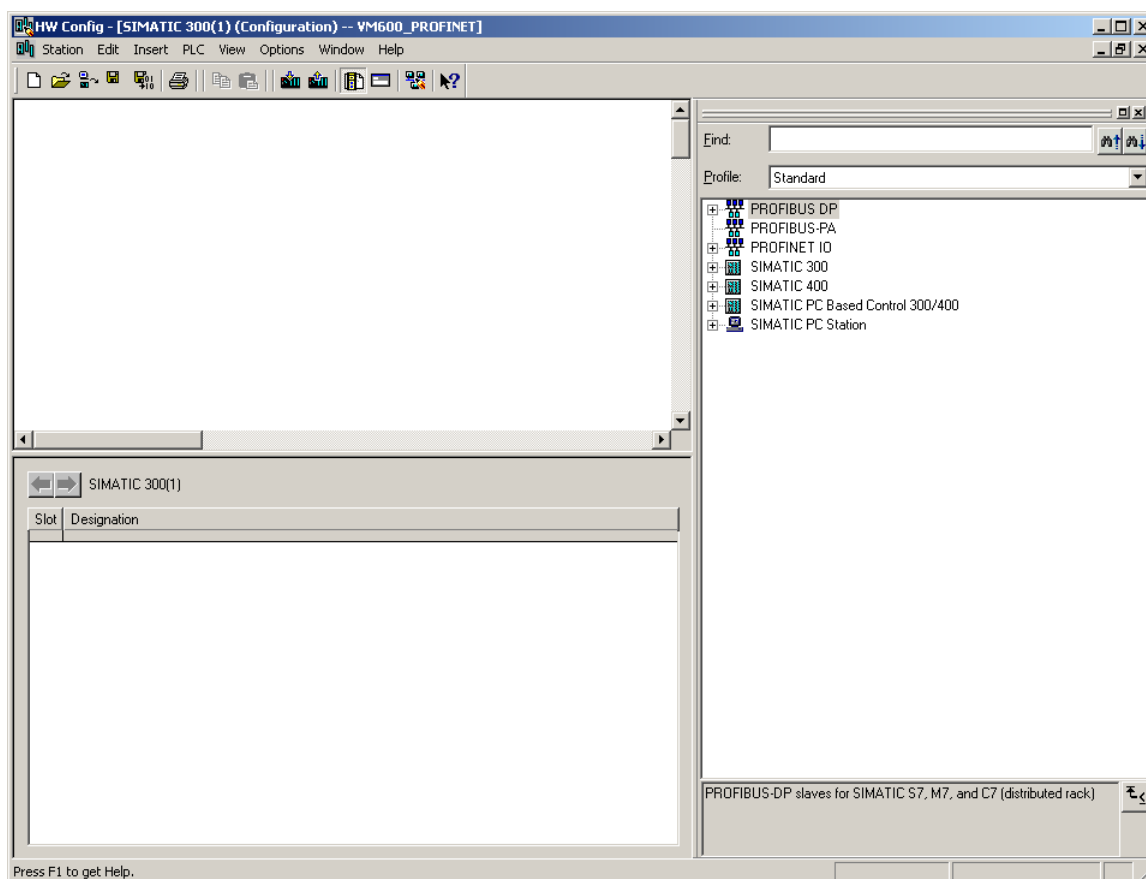 HW Config - [SIMATIC 300(1) (Configuration) -- VM600_PROFINET]
Station Edit Insert PLC View Options Window Help
Find:
Profile: Standard
PROFIBUS DP
PROFIBUS-PA
PROFINET IO
SIMATIC 300
SIMATIC 400
SIMATIC PC Based Control 300/400
SIMATIC PC Station
SIMATIC 300(1)
Slot Designation
PROFIBUS-DP slaves for SIMATIC S7, M7, and C7 (distributed rack)
Press F1 to get Help.